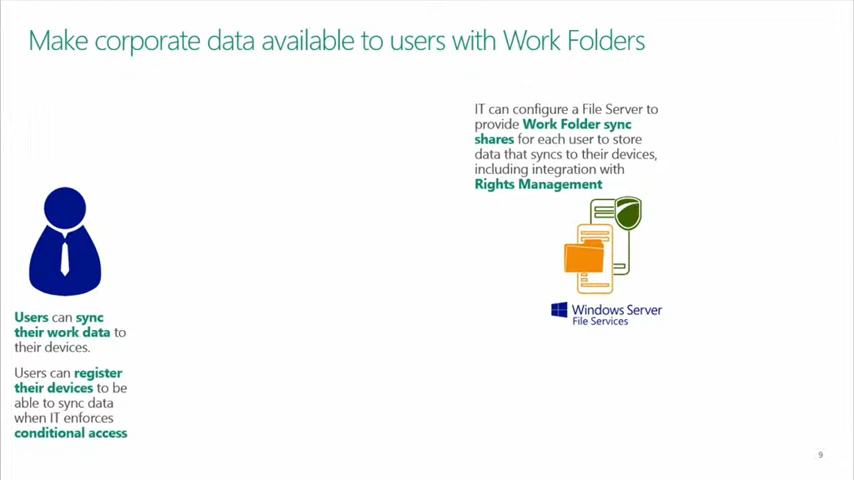 Make corporate data available to users with Work Folders
IT can configure a File Server to
provide Work Folder sync
shares for each user to store
data that syncs to their devices,
including integration with
Rights Management
Windows Server
File Services
Users can sync
their work data to
their devices.
Users can register
their devices to be
able to sync data
when IT enforces
conditional access
9